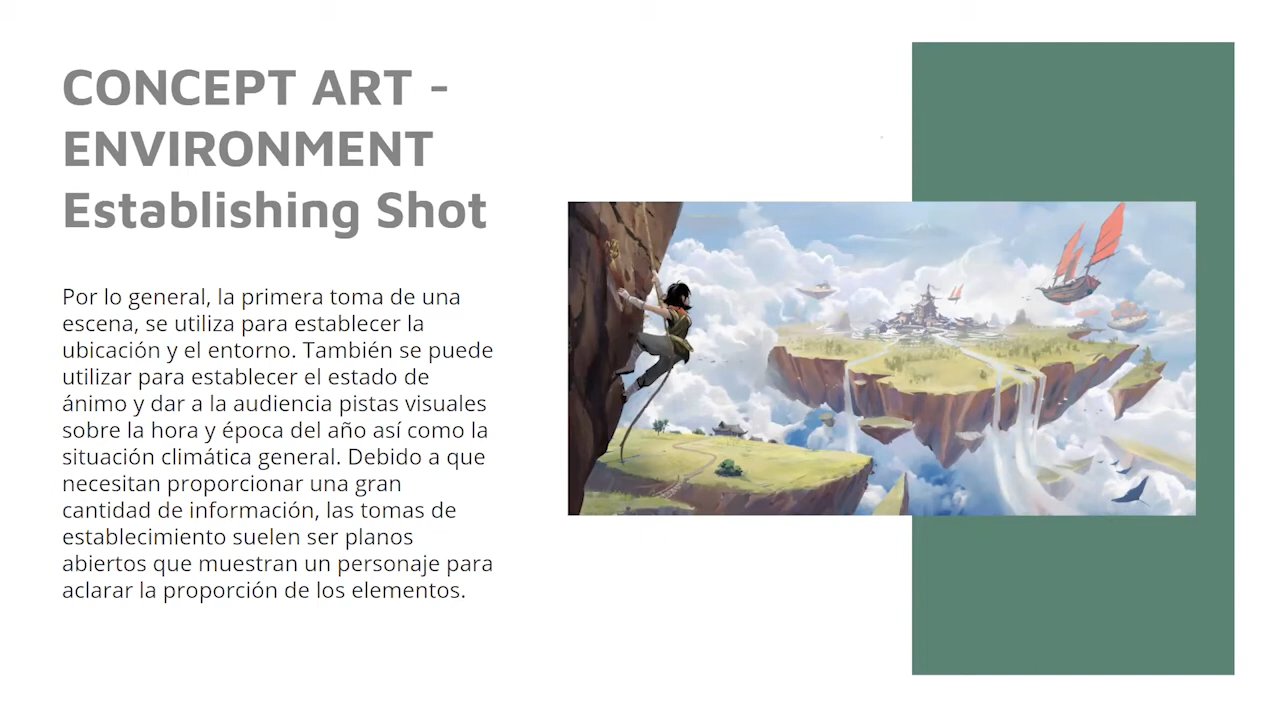 CONCEPT ART -
ENVIRONMENT
Establishing Shot
Por lo general, la primera toma de una
escena, se utiliza para establecer la
ubicación y el entorno. También se puede
utilizar para establecer el estado de
ánimo y dar a la audiencia pistas visuales
sobre la hora y época del año así como la
situación climática general. Debido a que
necesitan proporcionar una gran
cantidad de información, las tomas de
establecimiento suelen ser planos
abiertos que muestran un personaje para
aclarar la proporción de los elementos.